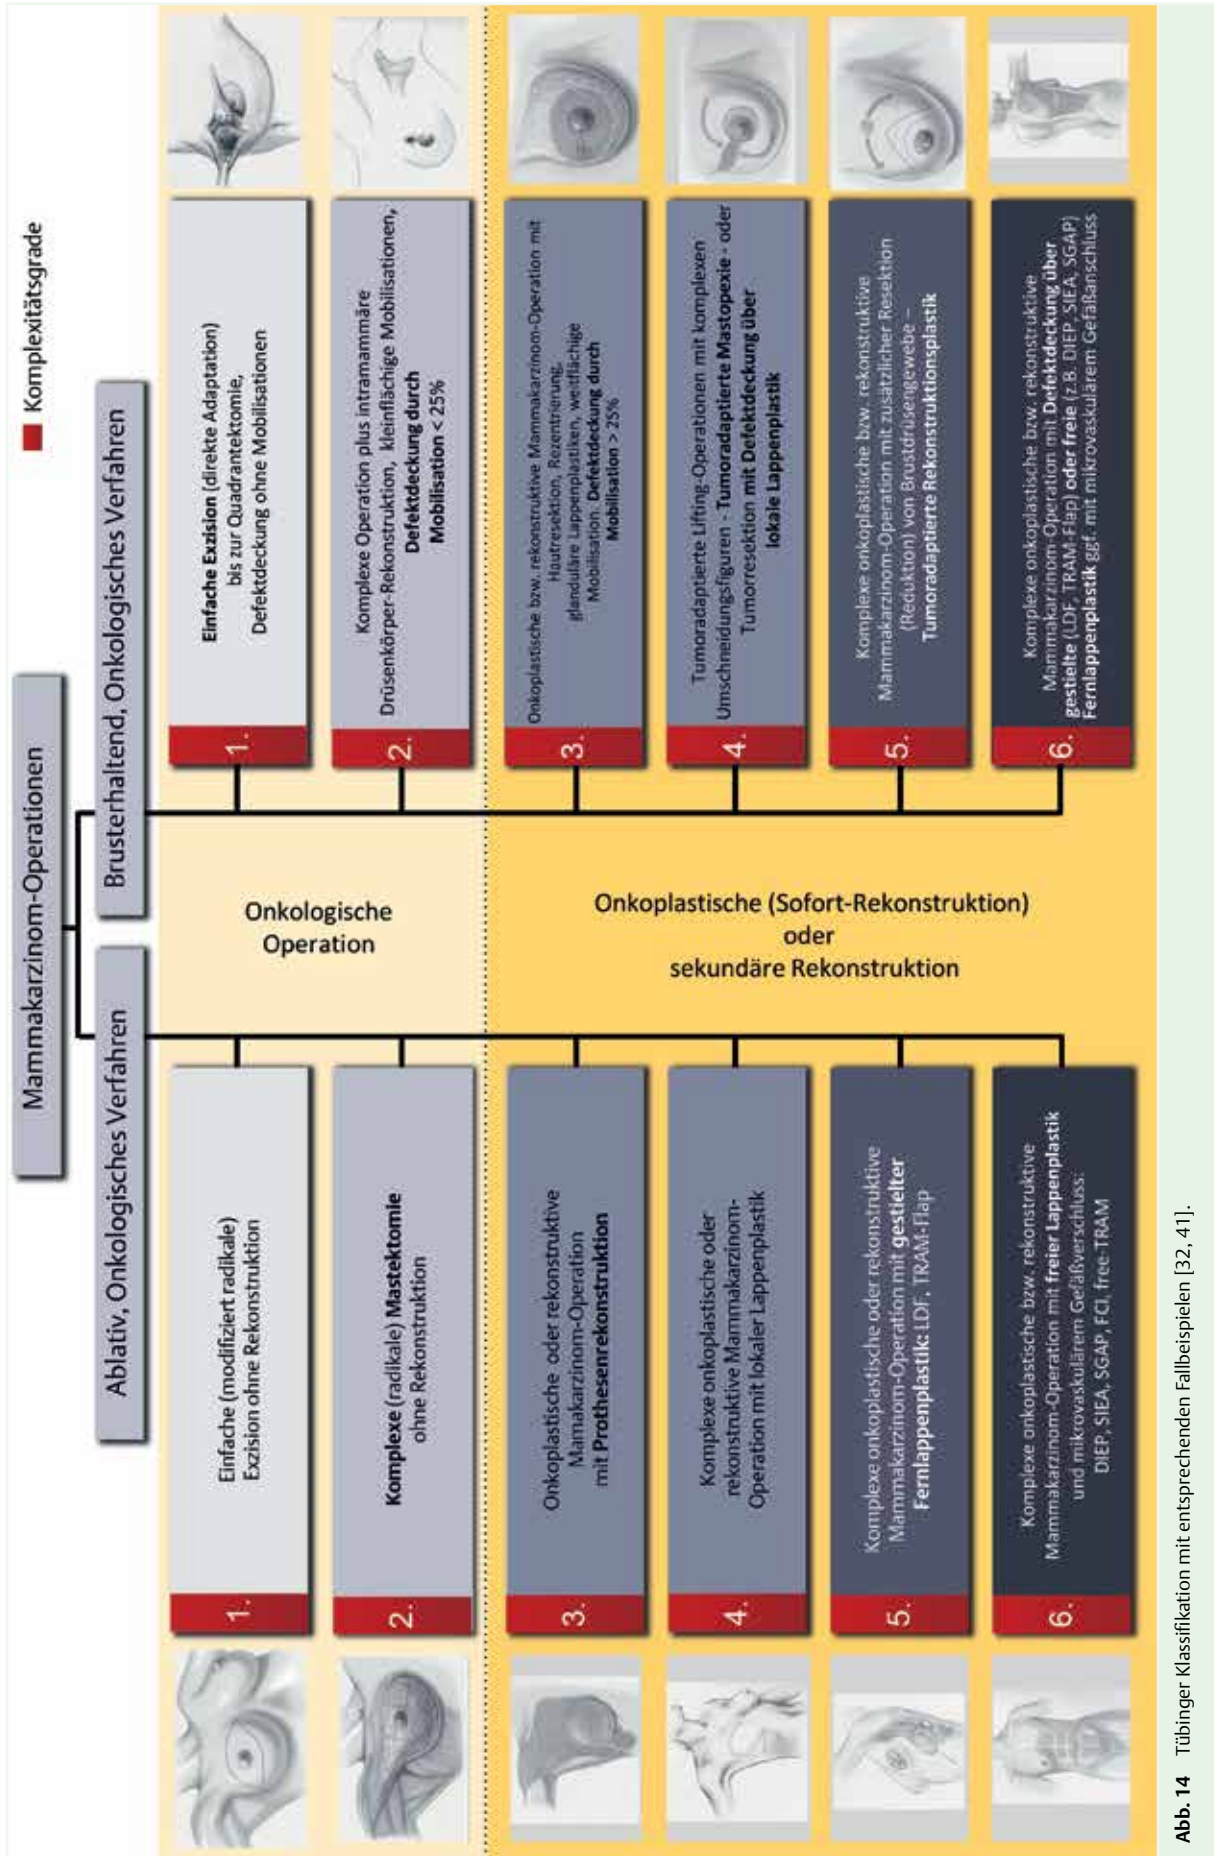 Mammakarzinom-Operationen
Komplexitätsgrade
Ablativ, Onkologisches Verfahren
Brusterhaltend, Onkologisches Verfahren
1.
Einfache (modifiziert radikale)
Exzision ohne Rekonstruktion
2.
Komplexe (radikale) Mastektomie
ohne Rekonstruktion
3.
Onkoplastische oder rekonstruktive
Mamakarzinom-Operation
mit Prothesenrekonstruktion
4.
Komplexe onkoplastische oder
rekonstruktive Mammakarzinom-
Operation mit lokaler Lappenplastik
5.
Komplexe onkoplastische oder rekonstruktive
Mammakarzinom-Operation mit gestielter
Fernlappenplastik: LDF, TRAM-Flap
6.
Komplexe onkoplastische bzw. rekonstruktive
Mammakarzinom-Operation mit freier Lappenplastik
und mikrovaskulärem Gefäßverschluss:
DIEP, SIEA, SGAP, FCI, free-TRAM
Onkologische
Operation
Onkoplastische (Sofort-Rekonstruktion)
oder
sekundäre Rekonstruktion
1.
Einfache Exzision (direkte Adaptation)
bis zur Quadrantektomie,
Defektdeckung ohne Mobilisationen
2.
Komplexe Operation plus intramammäre
Drüsenkörper-Rekonstruktion, kleinflächige Mobilisationen,
Defektdeckung durch
Mobilisation < 25%
3.
Onkoplastische bzw. rekonstruktive Mammakarzinom-Operation mit
Hautresektion, Rezentrierung,
glanduläre Lappenplastiken, weitflächige
Mobilisation. Defektdeckung durch
Mobilisation > 25%
4.
Tumoradaptierte Lifting-Operationen mit komplexen
Umschneidungsfiguren - Tumoradaptierte Mastopexie - oder
Tumorresektion mit Defektdeckung über
lokale Lappenplastik
5.
Komplexe onkoplastische bzw. rekonstruktive
Mammakarzinom-Operation mit zusätzlicher Resektion
(Reduktion) von Brustdrüsengewebe –
Tumoradaptierte Rekonstruktionsplastik
6.
Komplexe onkoplastische bzw. rekonstruktive
Mammakarzinom-Operation mit Defektdeckung über
gestielte (LDF, TRAM-Flap) oder freie (z.B. DIEP, SIEA, SGAP)
Fernlappenplastik ggf. mit mikrovaskulärem Gefäßanschluss
Abb. 14 Tübinger Klassifikation mit entsprechenden Fallbeispielen [32, 41].